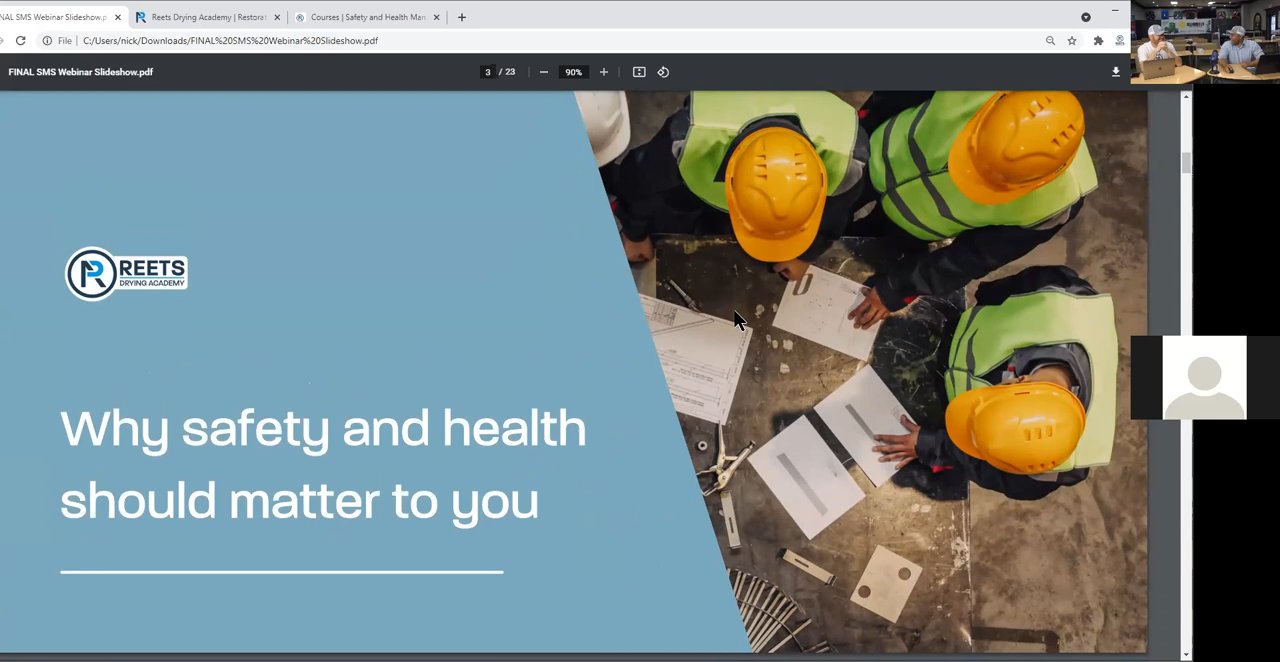 NAL SMS Webinar Slideshow.p
Reets Drying Academy | Restorat
Courses | Safety and Health Man
File
C:/Users/nick/Downloads/FINAL%20SMS%20Webinar%20Slideshow.pdf
FINAL SMS Webinar Slideshow.pdf
3 / 23
90%
REETS
DRYING ACADEMY
Why safety and health
should matter to you